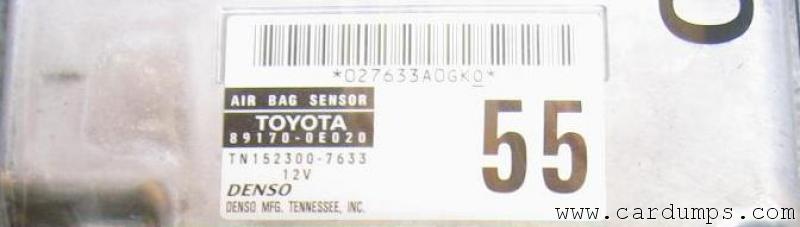 *027633A0GK0*
AIR BAG SENSOR
TOYOTA
89170-0E020
TN152300-7633
12V
DENSO
DENSO MFG. TENNESSEE, INC.
55
www.cardumps.com